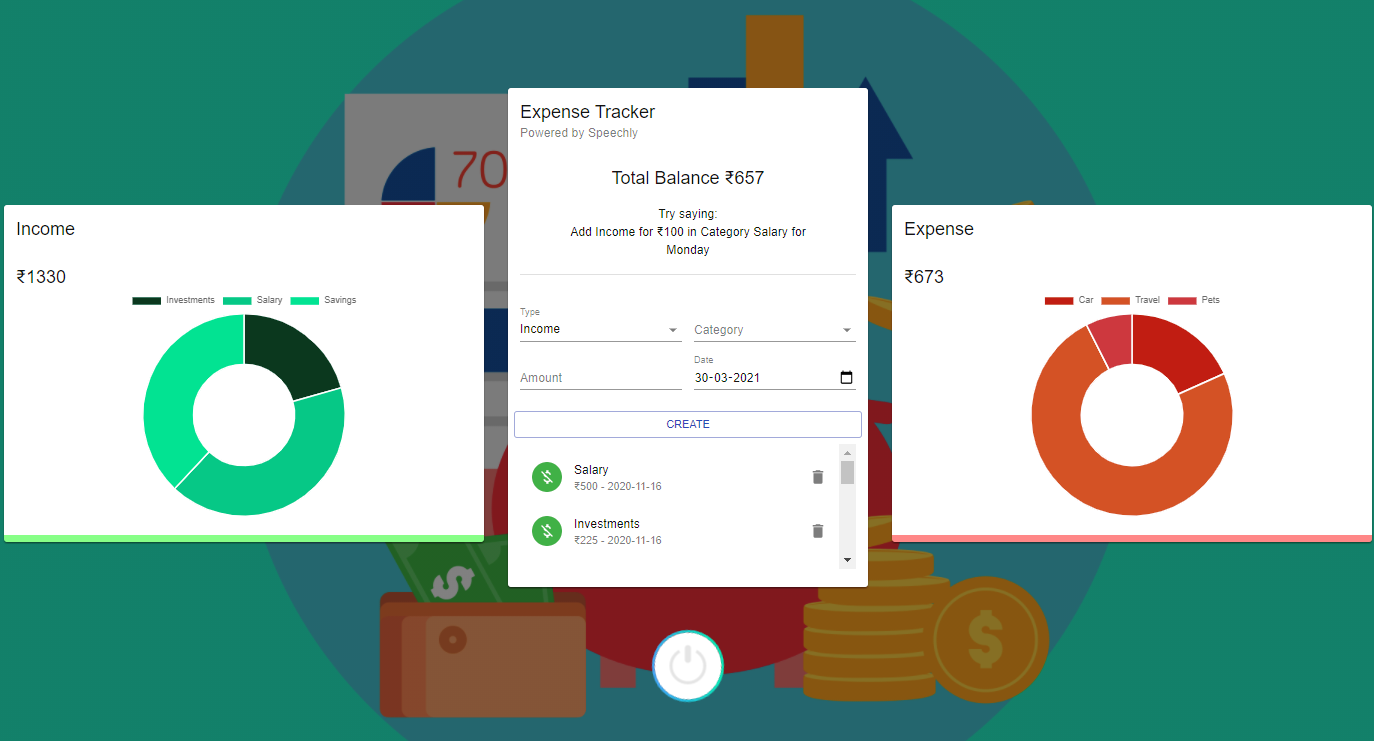 70
Expense Tracker
Powered by Speechly
Total Balance ₹657
Try saying:
Add Income for ₹100 in Category Salary for
Monday
Income
₹1330
Investments Salary Savings
Type
Income
Category
Amount
Date
30-03-2021
CREATE
Salary
₹500 - 2020-11-16
Investments
₹225 - 2020-11-16
Expense
₹673
Car Travel Pets
$
$